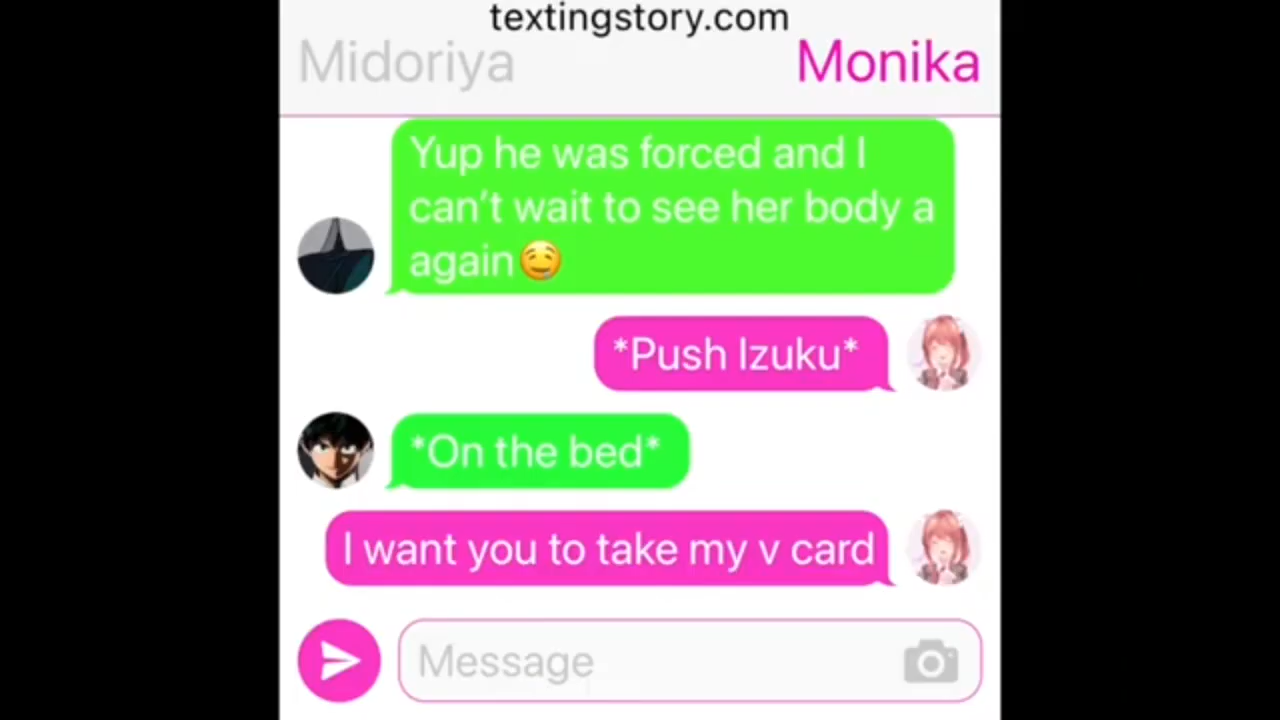 textingstory.com
Midoriya Monika
Yup he was forced and I
can't wait to see her body a
again🤤
*Push Izuku*
*On the bed*
I want you to take my v card
Message